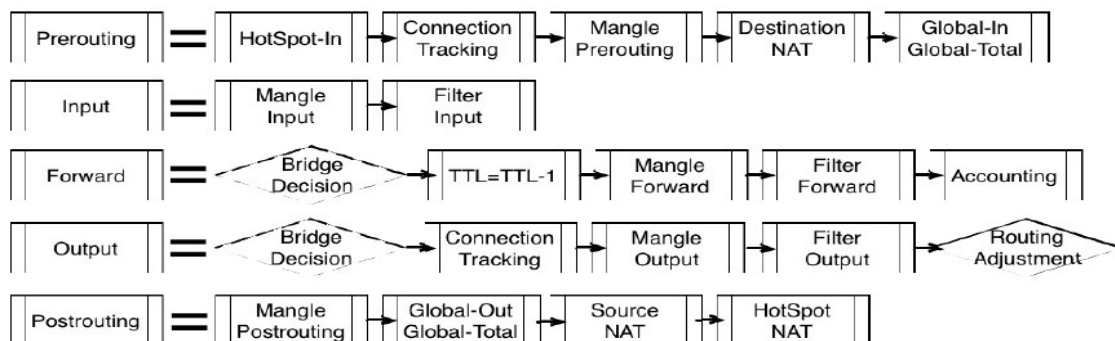 Prerouting = HotSpot-In Connection Tracking Mangle Prerouting Destination NAT Global-In Global-Total
Input = Mangle Input Filter Input
Forward = Bridge Decision TTL=TTL-1 Mangle Forward Filter Forward Accounting
Output = Bridge Decision Connection Tracking Mangle Output Filter Output Routing Adjustment
Postrouting = Mangle Postrouting Global-Out Global-Total Source NAT HotSpot NAT